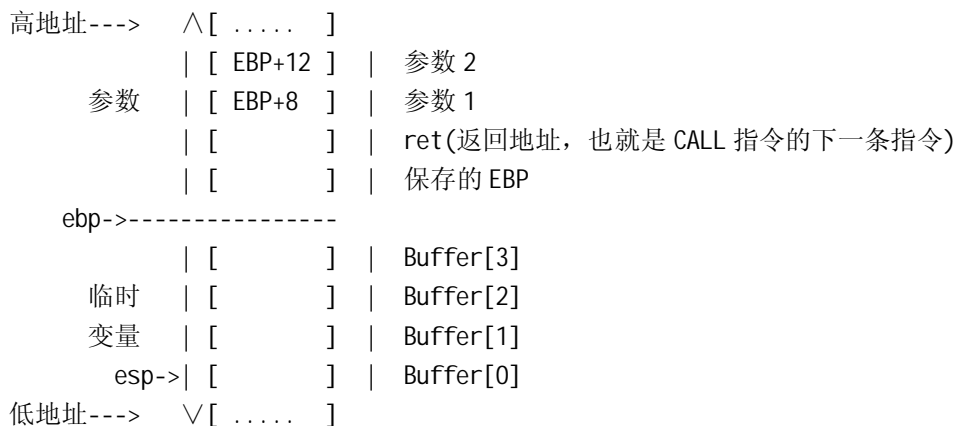 高地址---> ∧[ ..... ]
| [ EBP+12 ] | 参数 2
参数 | [ EBP+8 ] | 参数 1
| [ ] | ret(返回地址，也就是 CALL 指令的下一条指令)
| [ ] | 保存的 EBP
ebp->----------------
| [ ] | Buffer[3]
临时 | [ ] | Buffer[2]
变量 | [ ] | Buffer[1]
esp->| [ ] | Buffer[0]
低地址---> ∨[ ..... ]